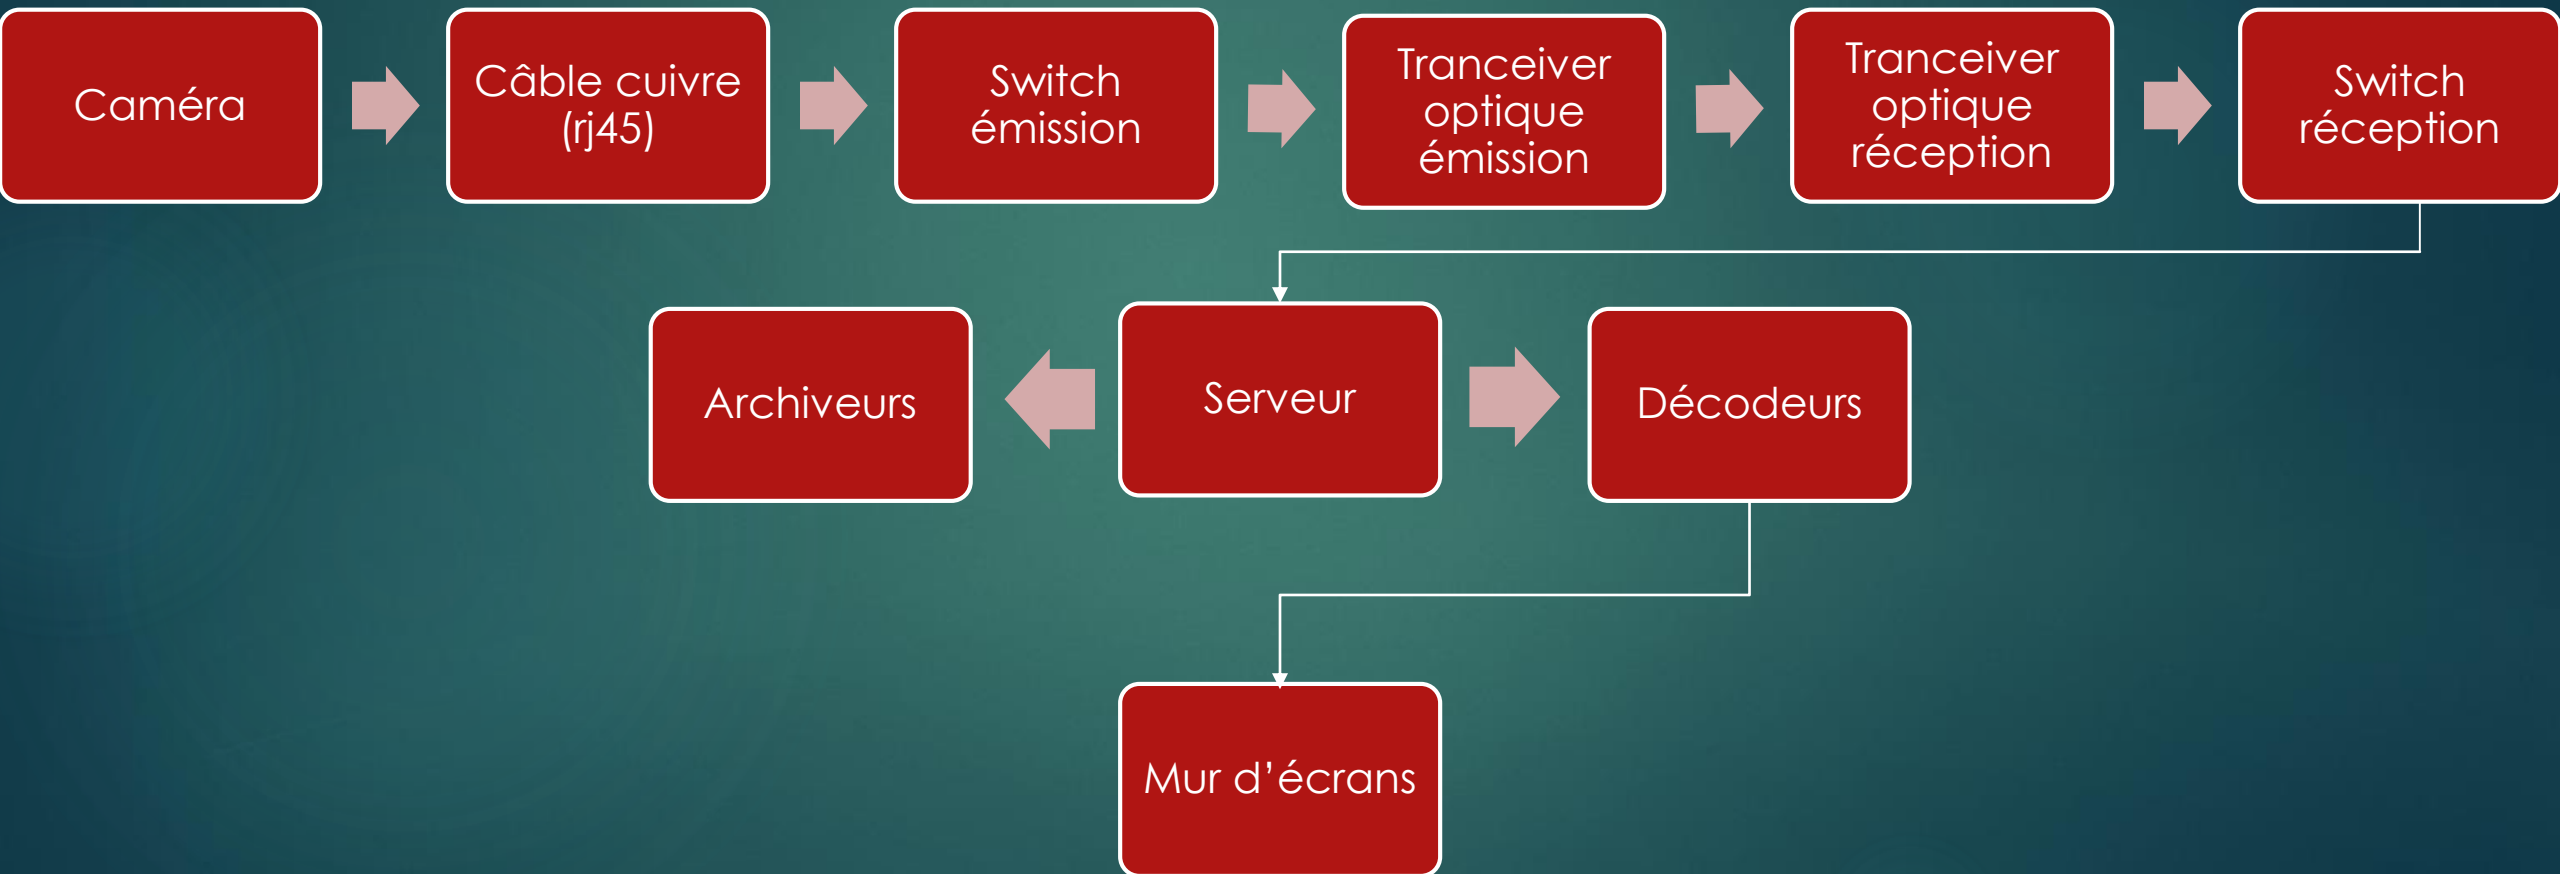 Caméra
Câble cuivre
(rj45)
Switch
émission
Tranceiver
optique
émission
Tranceiver
optique
réception
Switch
réception
Archiveurs
Serveur
Décodeurs
Mur d’écrans